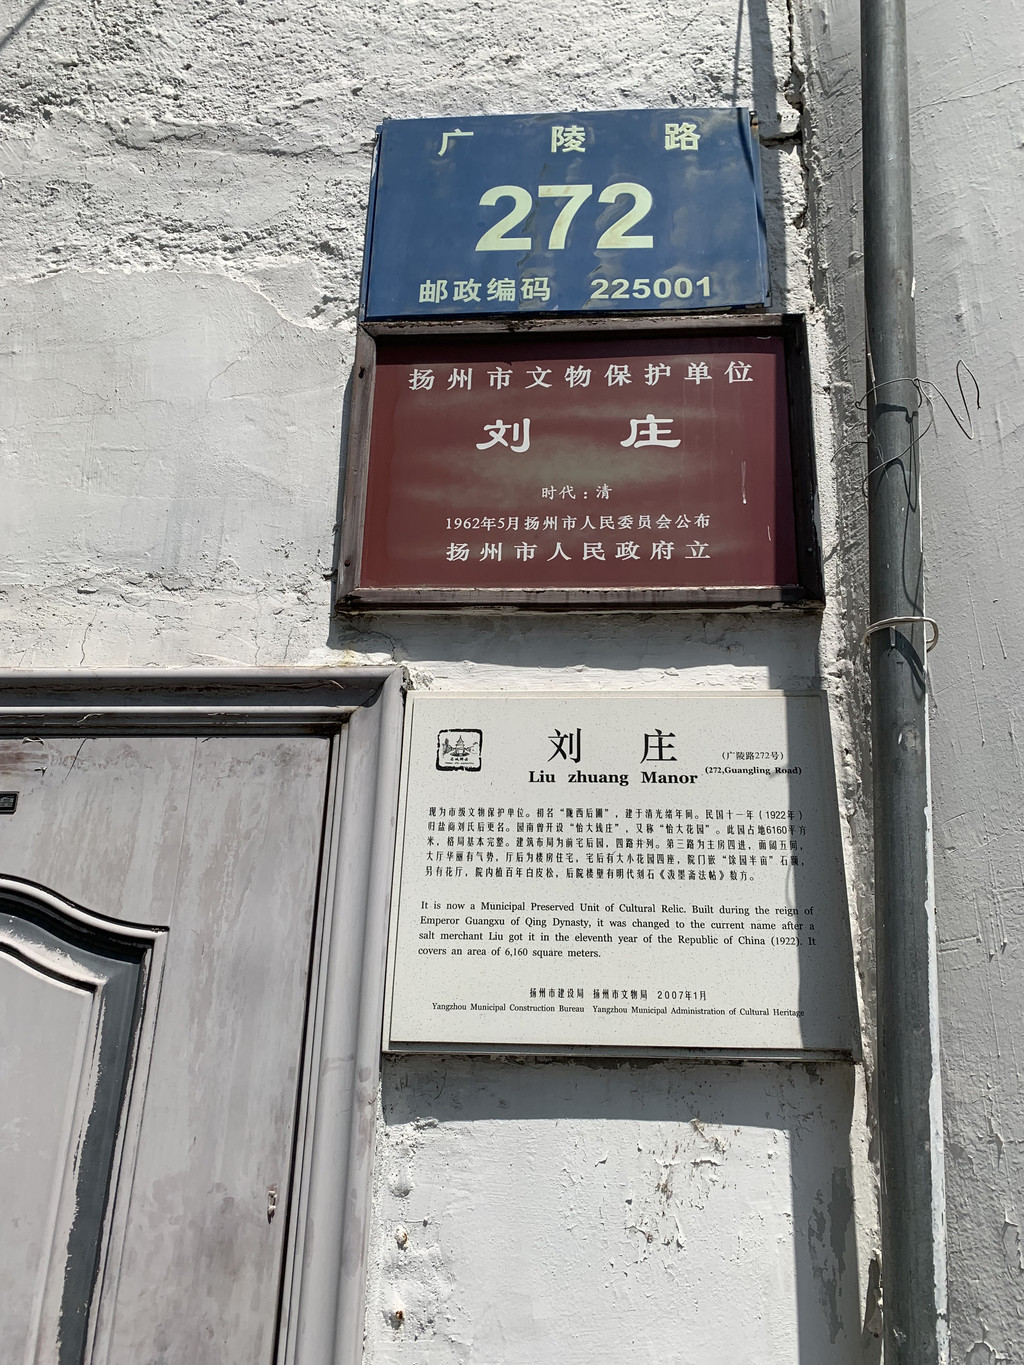 广陵路
272
邮政编码 225001
扬州市文物保护单位
刘 庄
时代：清
1962年5月扬州市人民委员会公布
扬州市人民政府立
刘 庄 (广陵路272号)
Liu zhuang Manor (272,Guangling Road)
现为市级文物保护单位。初名“陇西后圃”，建于清光绪年间。民国十一年（1922年）
归盐商刘氏后更名。园南曾开设“怡大钱庄”，又称“怡大花园”。此园占地6160平方
米，格局基本完整。建筑布局为前宅后园，四路并列。第三路为主房四进，面阔五间，
大厅华丽有气势，厅后为楼房住宅，宅后有大小花园四座，院门嵌“馀园半亩”石额，
另有花厅，院内植百年白皮松，后院楼壁有明代刻石《泼墨斋法帖》数方。
It is now a Municipal Preserved Unit of Cultural Relic. Built during the reign of
Emperor Guangxu of Qing Dynasty, it was changed to the current name after a
salt merchant Liu got it in the eleventh year of the Republic of China (1922). It
covers an area of 6,160 square meters.
扬州市建设局 扬州市文物局 2007年1月
Yangzhou Municipal Construction Bureau Yangzhou Municipal Administration of Cultural Heritage